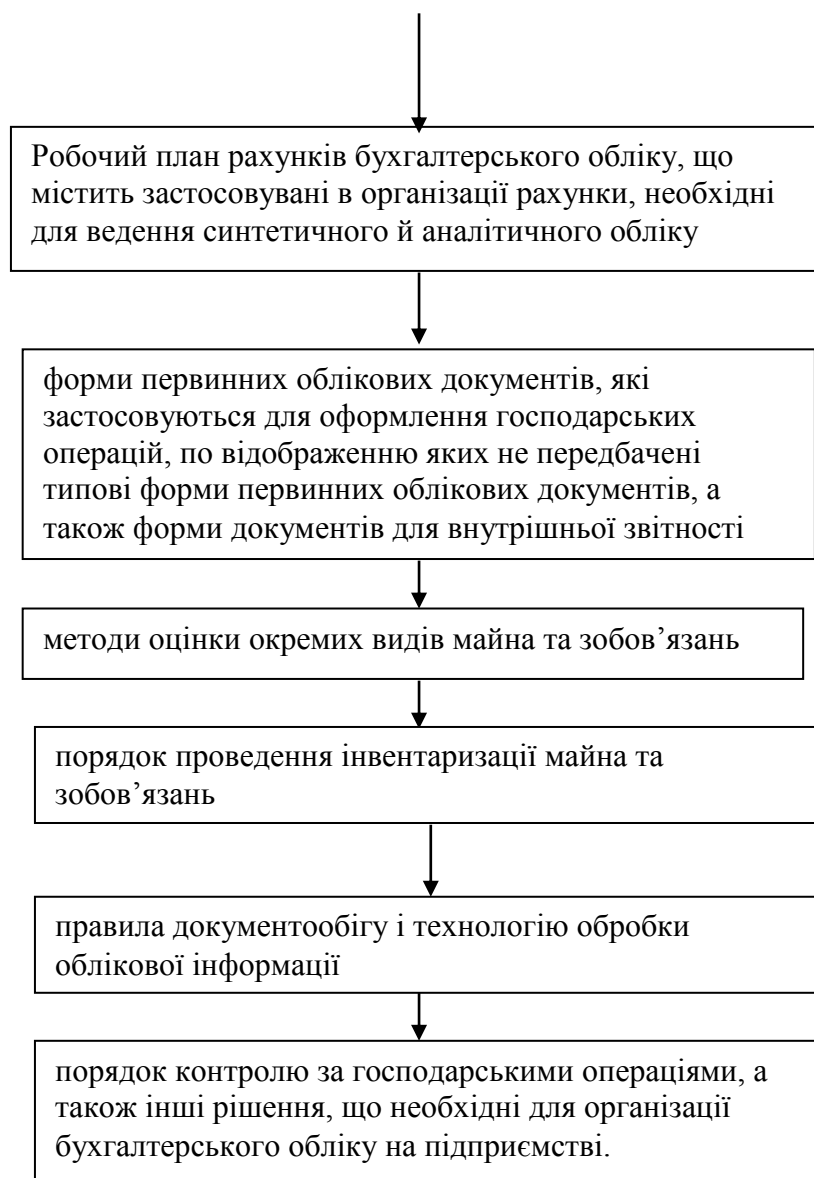 Робочий план рахунків бухгалтерського обліку, що
містить застосовувані в організації рахунки, необхідні
для ведення синтетичного й аналітичного обліку
форми первинних облікових документів, які
застосовуються для оформлення господарських
операцій, по відображенню яких не передбачені
типові форми первинних облікових документів, а
також форми документів для внутрішньої звітності
методи оцінки окремих видів майна та зобов’язань
порядок проведення інвентаризації майна та
зобов’язань
правила документообігу і технологію обробки
облікової інформації
порядок контролю за господарськими операціями, а
також інші рішення, що необхідні для організації
бухгалтерського обліку на підприємстві.